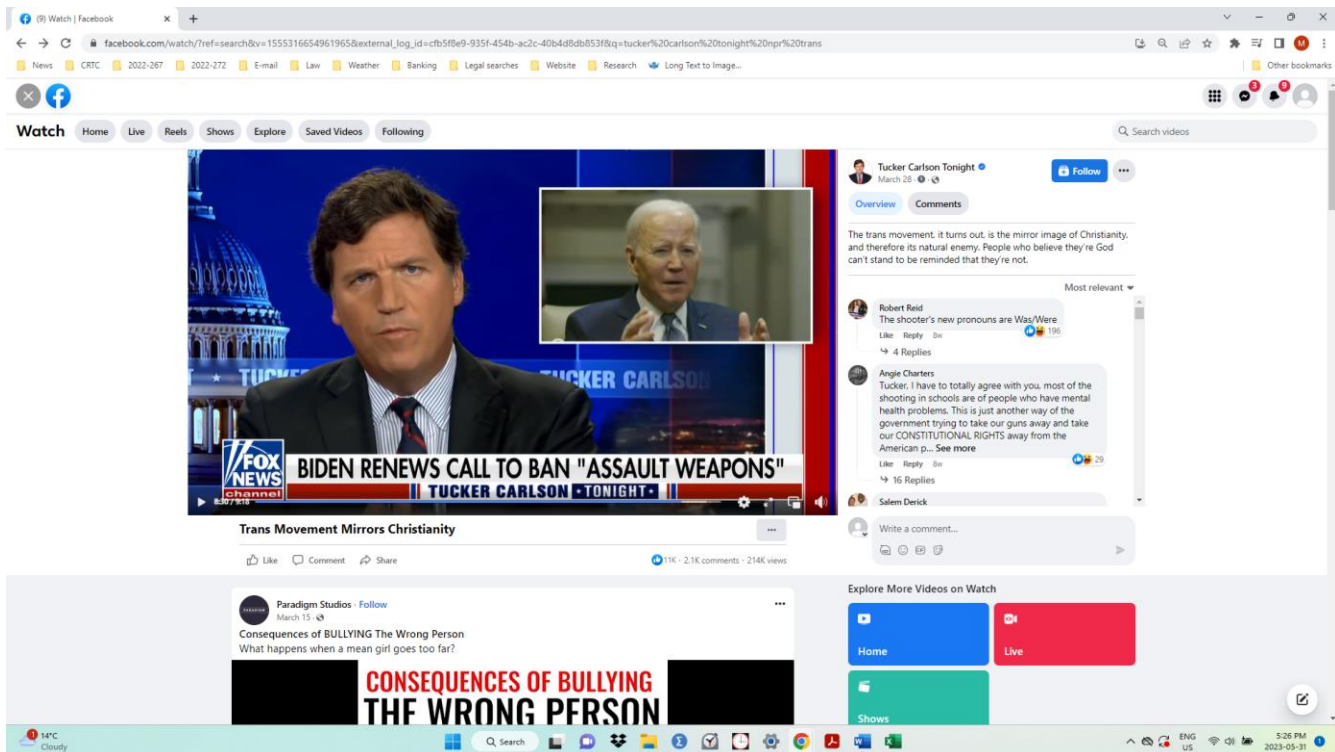 (9) Watch | Facebook
facebook.com/watch/?ref=search&v=1555316654961965&external_log_id=cfb5f8e9-935f-454b-ac2c-40b4d8db853f&q=tucker%20carlson%20tonight%20npr%20trans
News CRTC 2022-267 2022-272 E-mail Law Weather Banking Legal searches Website Research Long Text to Image... Other bookmarks
M
3 9
Watch Home Live Reels Shows Explore Saved Videos Following Search videos
TUCKER CARLSON
FOX NEWS channel
BIDEN RENEWS CALL TO BAN "ASSAULT WEAPONS"
TUCKER CARLSON TONIGHT
8:30 / 9:18
Trans Movement Mirrors Christianity
Like Comment Share 11K · 2.1K comments · 214K views
Tucker Carlson Tonight
March 28
Follow
Overview Comments
The trans movement, it turns out, is the mirror image of Christianity,
and therefore its natural enemy. People who believe they're God
can't stand to be reminded that they're not.
Most relevant
Robert Reid
The shooter's new pronouns are Was/Were
196
Like Reply 8w
4 Replies
Angie Charters
Tucker, I have to totally agree with you, most of the
shooting in schools are of people who have mental
health problems. This is just another way of the
government trying to take our guns away and take
our CONSTITUTIONAL RIGHTS away from the
American p... See more
Like Reply 8w
29
16 Replies
Salem Derick
Write a comment...
GIF
Paradigm Studios · Follow
March 15
Consequences of BULLYING The Wrong Person
What happens when a mean girl goes too far?
CONSEQUENCES OF BULLYING
THE WRONG PERSON
Explore More Videos on Watch
Home
Live
Shows
1
14°C
Cloudy
Search
ENG
US
5:26 PM
2023-05-31